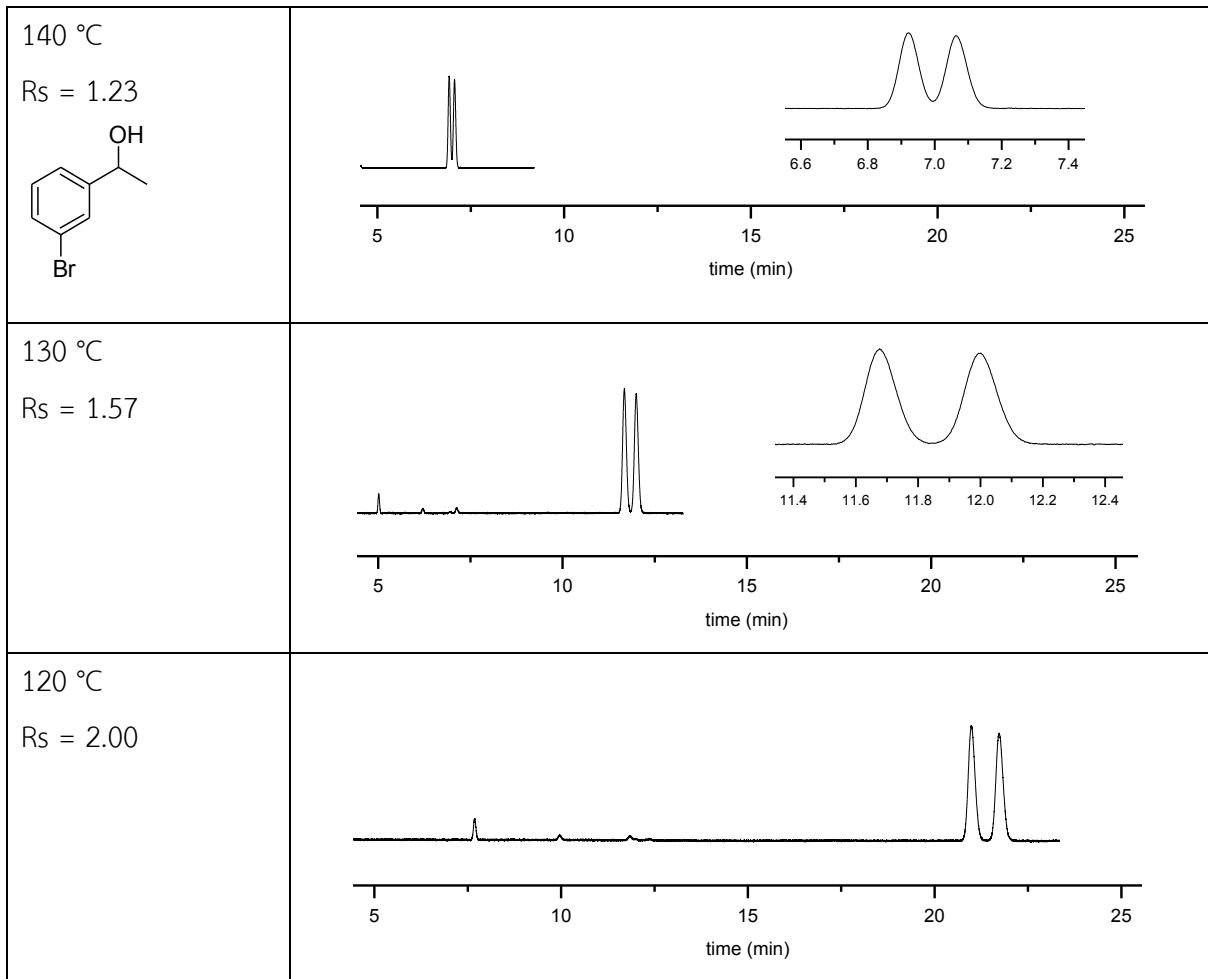 140 °C
Rs = 1.23
OH
Br
6.6 6.8 7.0 7.2 7.4
5 10 15 20 25
time (min)
130 °C
Rs = 1.57
11.4 11.6 11.8 12.0 12.2 12.4
5 10 15 20 25
time (min)
120 °C
Rs = 2.00
5 10 15 20 25
time (min)